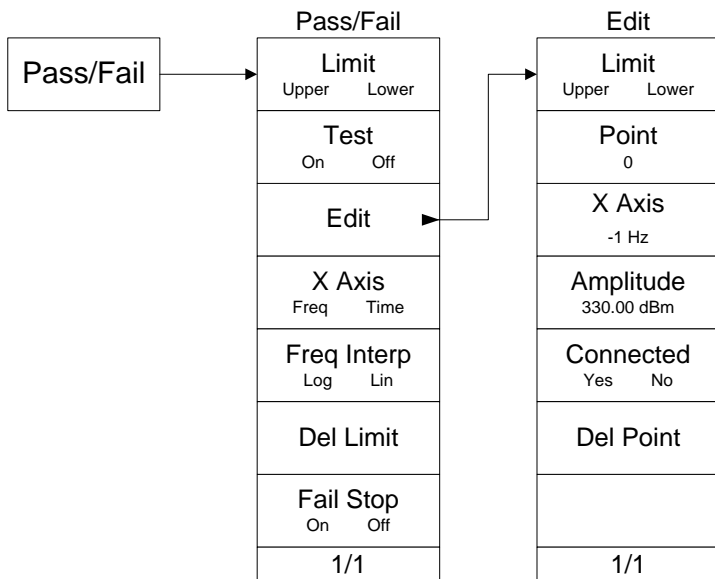 Pass/Fail
Pass/Fail
Limit
Upper Lower
Test
On Off
Edit
X Axis
Freq Time
Freq Interp
Log Lin
Del Limit
Fail Stop
On Off
1/1
Edit
Limit
Upper Lower
Point
0
X Axis
-1 Hz
Amplitude
330.00 dBm
Connected
Yes No
Del Point
1/1